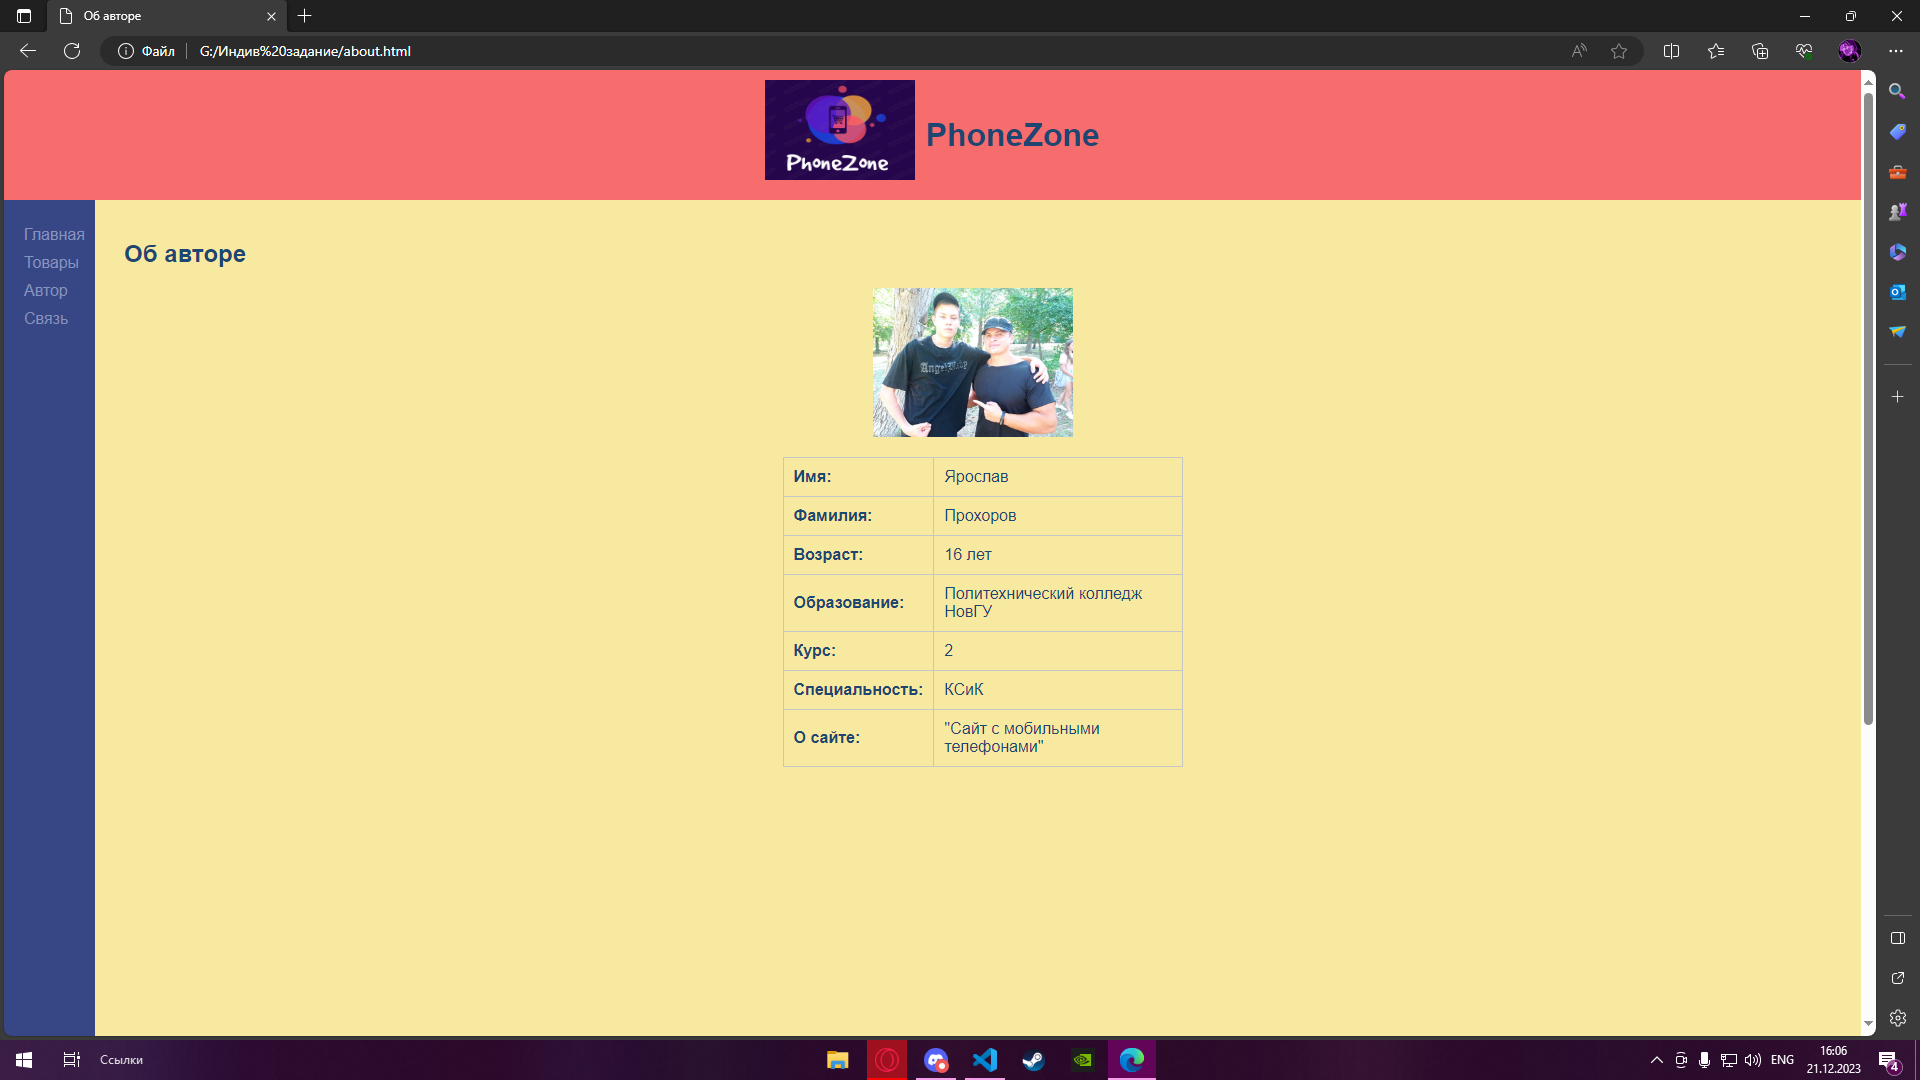 Об авторе
Файл
G:/Индив%20задание/about.html
PhoneZone
PhoneZone
Главная
Товары
Автор
Связь
Об авторе
Имя: Ярослав
Фамилия: Прохоров
Возраст: 16 лет
Образование: Политехнический колледж
НовГУ
Курс: 2
Специальность: КСиК
О сайте: "Сайт с мобильными
телефонами"
Ссылки
ENG
16:06
21.12.2023
4